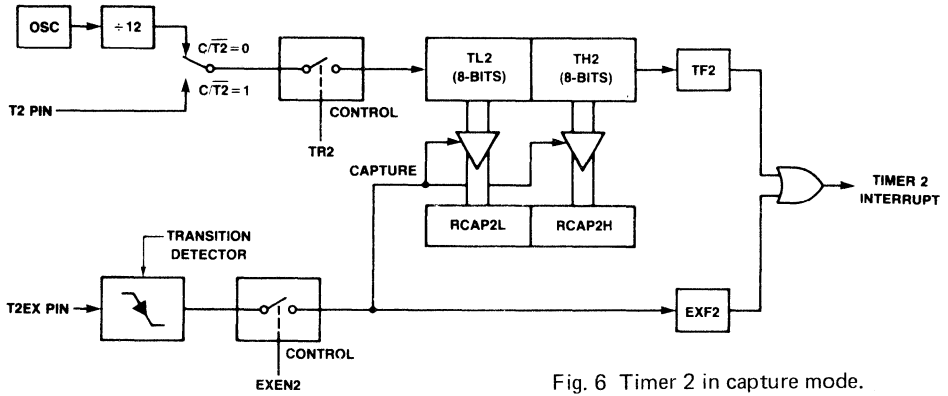 OSC
÷12
C/T2̅ = 0
C/T2̅ = 1
T2 PIN
CONTROL
TR2
TL2
(8-BITS)
TH2
(8-BITS)
TF2
CAPTURE
RCAP2L
RCAP2H
TIMER 2
INTERRUPT
TRANSITION
DETECTOR
T2EX PIN
CONTROL
EXEN2
EXF2
Fig. 6 Timer 2 in capture mode.